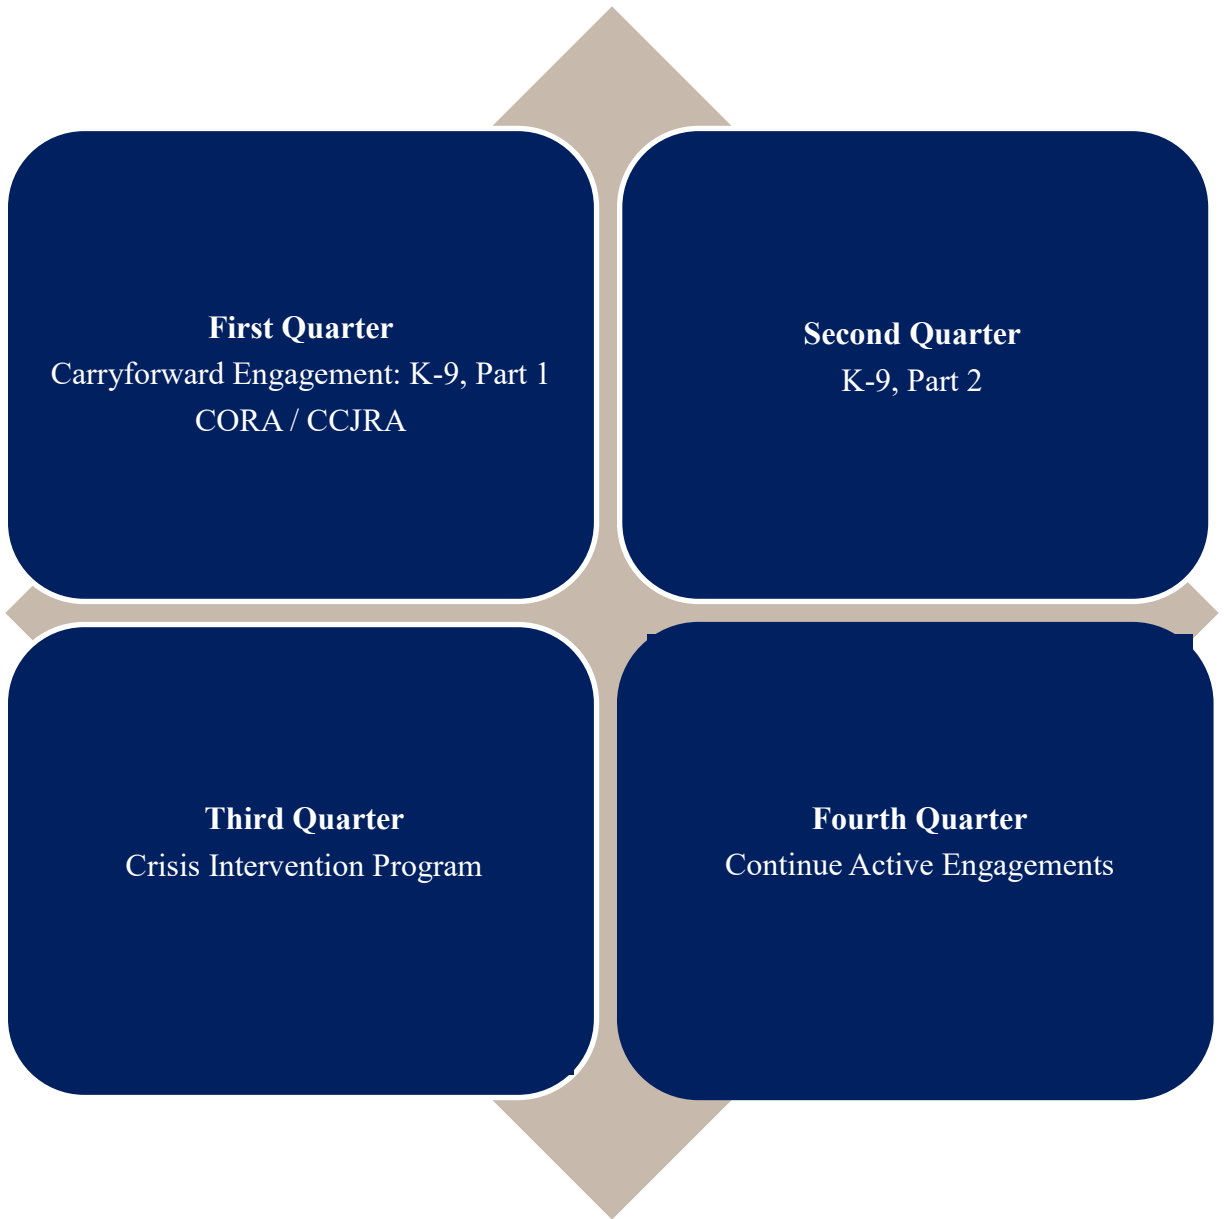 First Quarter
Carryforward Engagement: K-9, Part 1
CORA / CCJRA
Second Quarter
K-9, Part 2
Third Quarter
Crisis Intervention Program
Fourth Quarter
Continue Active Engagements